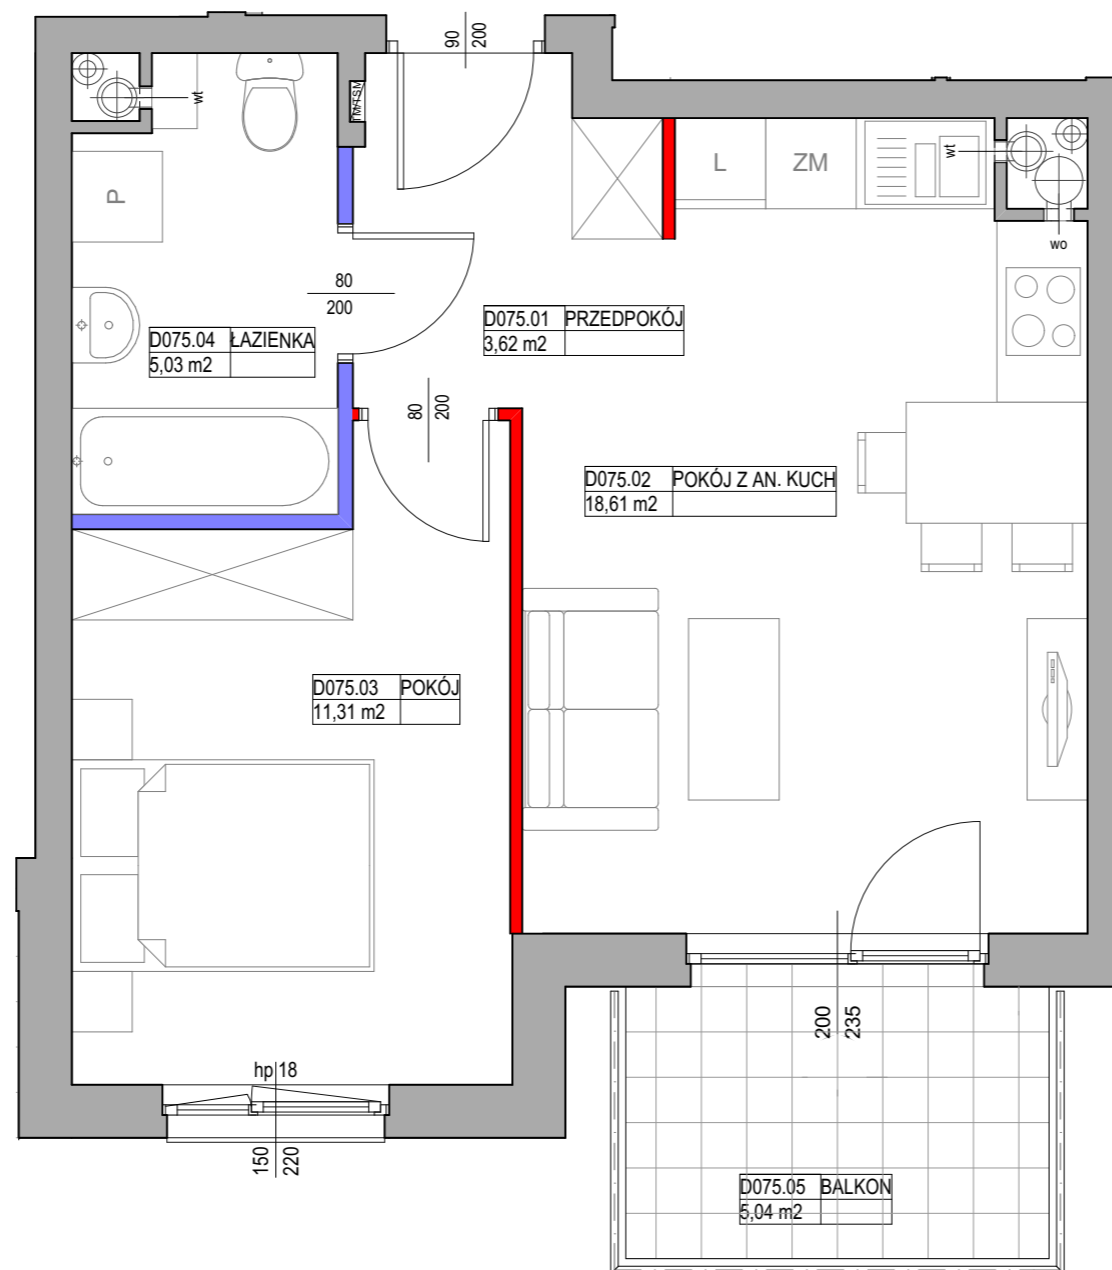 90
200
wt
TM/TSM
L
ZM
wt
P
wo
80
200
D075.01 PRZEDPOKÓJ
3,62 m2
D075.04 ŁAZIENKA
5,03 m2
80
200
D075.02 POKÓJ Z AN. KUCH
18,61 m2
D075.03 POKÓJ
11,31 m2
200
235
hp 18
150
220
D075.05 BALKON
5,04 m2